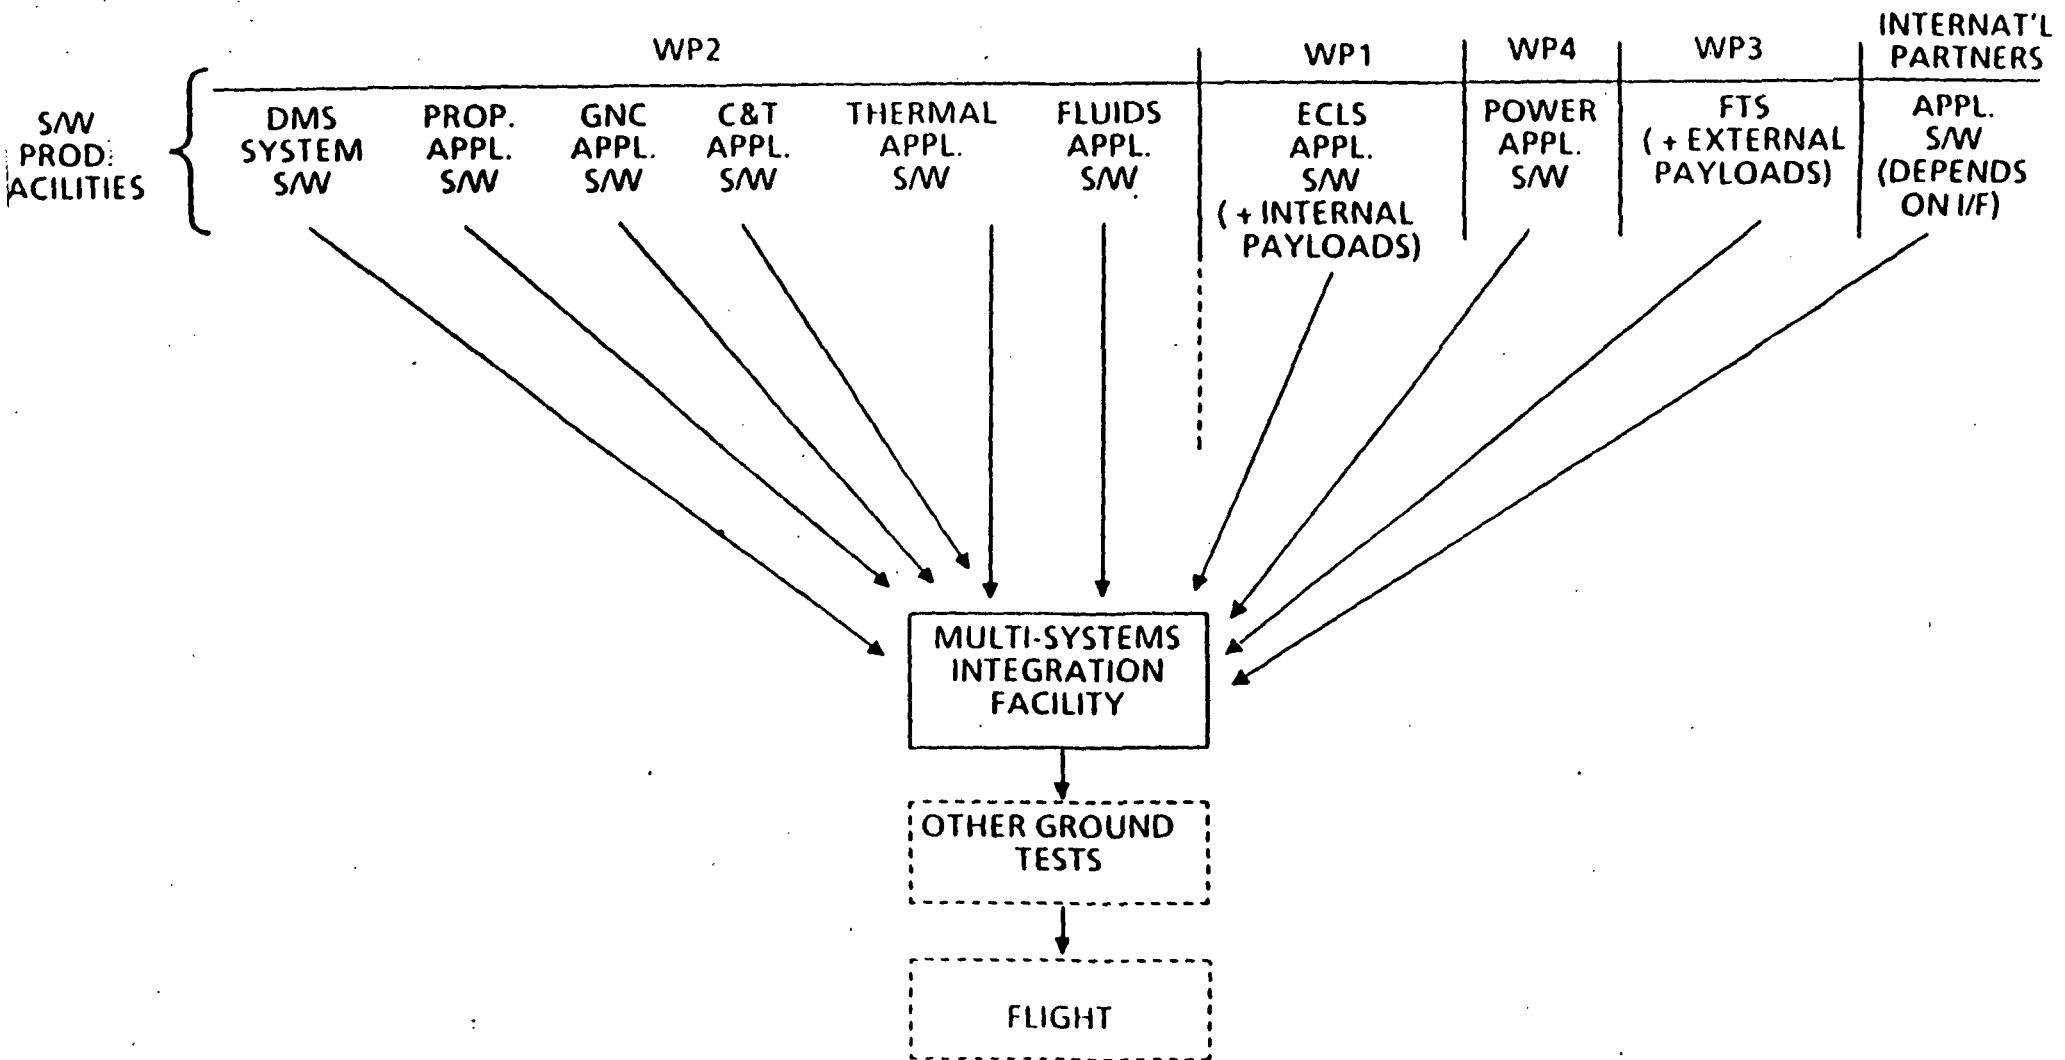 WP2
WP1
WP4
WP3
INTERNAT'L
PARTNERS
S/W
PROD.
ACILITIES
DMS
SYSTEM
S/W
PROP.
APPL.
S/W
GNC
APPL.
S/W
C&T
APPL.
S/W
THERMAL
APPL.
S/W
FLUIDS
APPL.
S/W
ECLS
APPL.
S/W
( + INTERNAL
PAYLOADS)
POWER
APPL.
S/W
FTS
( + EXTERNAL
PAYLOADS)
APPL.
S/W
(DEPENDS
ON I/F)
MULTI-SYSTEMS
INTEGRATION
FACILITY
OTHER GROUND
TESTS
FLIGHT